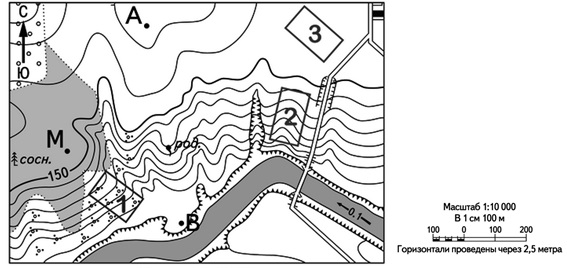 С
А
3
Ю
2
М
род.
сосн.
150
1
В
0,1
Масштаб 1:10 000
В 1 см 100 м
100 0 100 200
Горизонтали проведены через 2,5 метра